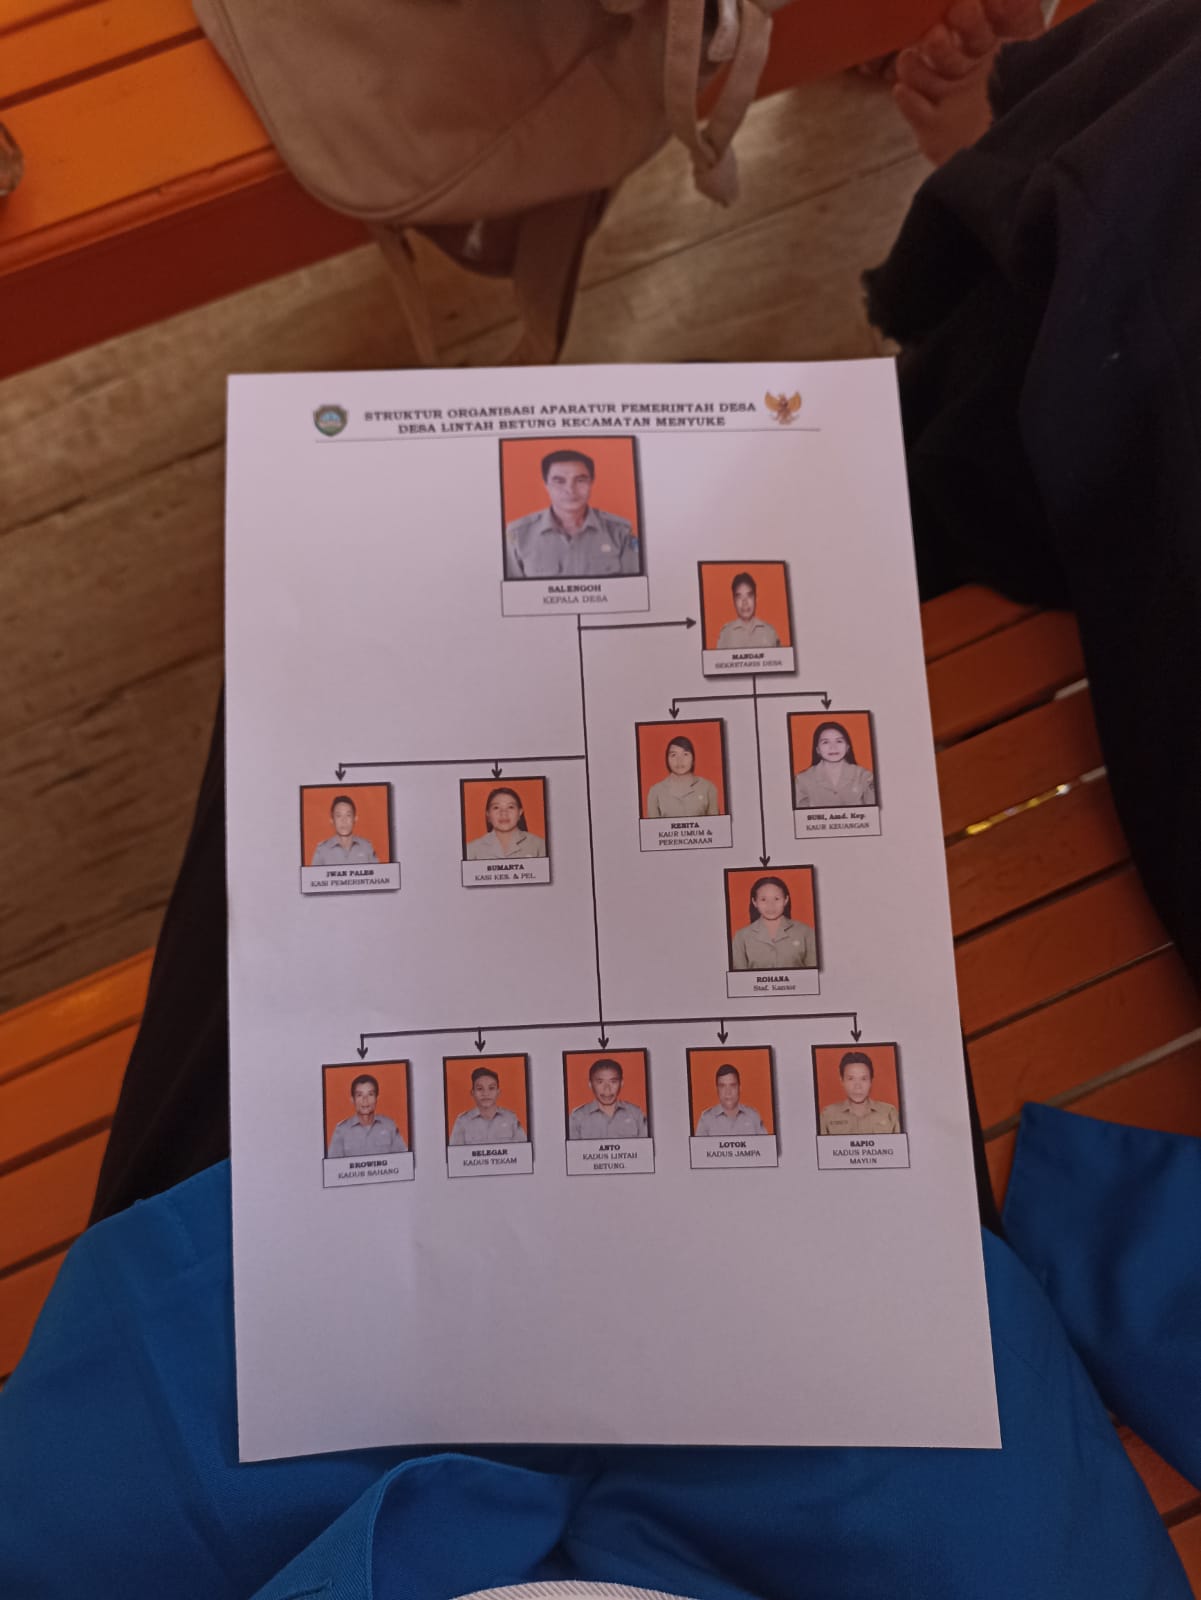 STRUKTUR ORGANISASI APARATUR PEMERINTAH DESA
DESA LINTAH BETUNG KECAMATAN MENYUKE
SALENGOH
KEPALA DESA
MANDAN
SEKRETARIS DESA
RENITA
KAUR UMUM &
PERENCANAAN
SUSI, Amd. Kep.
KAUR KEUANGAN
IWAN PALES
KASI PEMERINTAHAN
SUMARTA
KASI KES. & PEL.
ROHANA
Staf. Kantor
BROWING
KADUS SAHANG
SELEGAR
KADUS TEKAM
ANTO
KADUS LINTAH
BETUNG.
LOTOK
KADUS JAMPA
SAPIO
KADUS PADANG
MAYUN